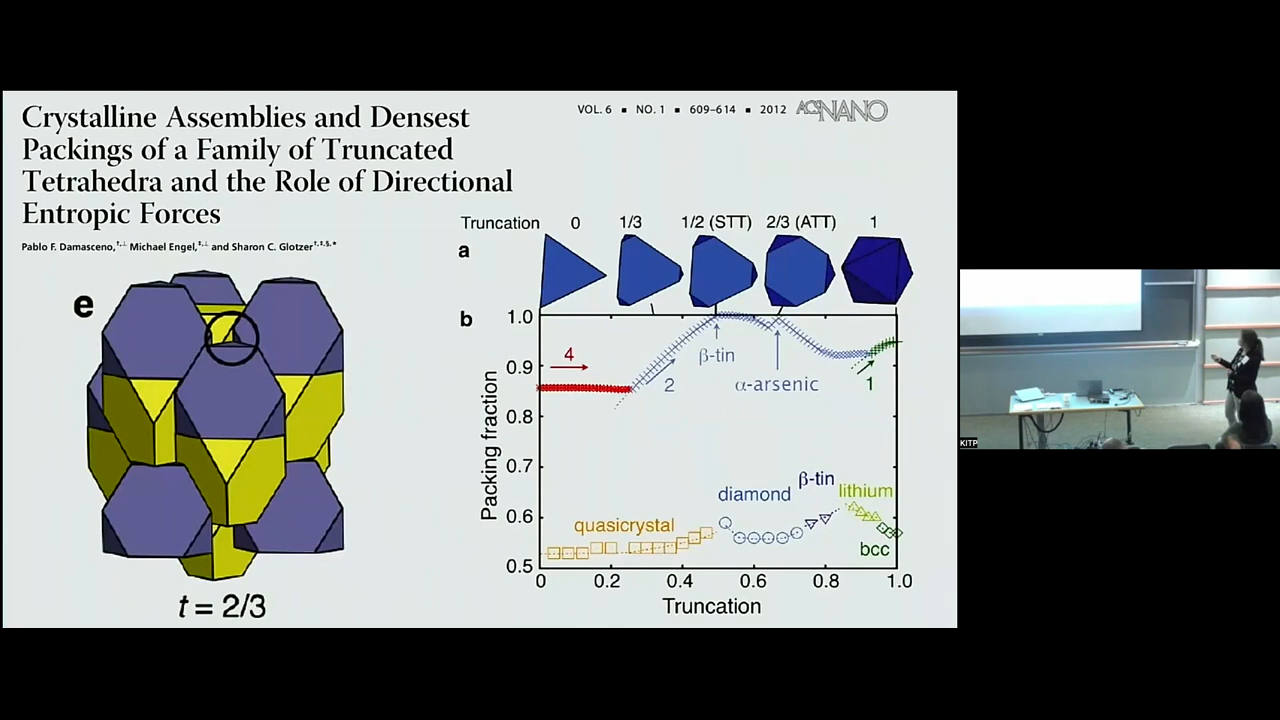 Crystalline Assemblies and Densest
Packings of a Family of Truncated
Tetrahedra and the Role of Directional
Entropic Forces
VOL. 6 ■ NO. 1 ■ 609–614 ■ 2012 ACSNANO
Pablo F. Damasceno,†,⊥ Michael Engel,‡,⊥ and Sharon C. Glotzer†,‡,§,*
e
t = 2/3
Truncation 0 1/3 1/2 (STT) 2/3 (ATT) 1
a
b
1.0
0.9
0.8
0.7
0.6
0.5
Packing fraction
4
2
β-tin
α-arsenic
1
quasicrystal
diamond
β-tin
lithium
bcc
0 0.2 0.4 0.6 0.8 1.0
Truncation
KITP